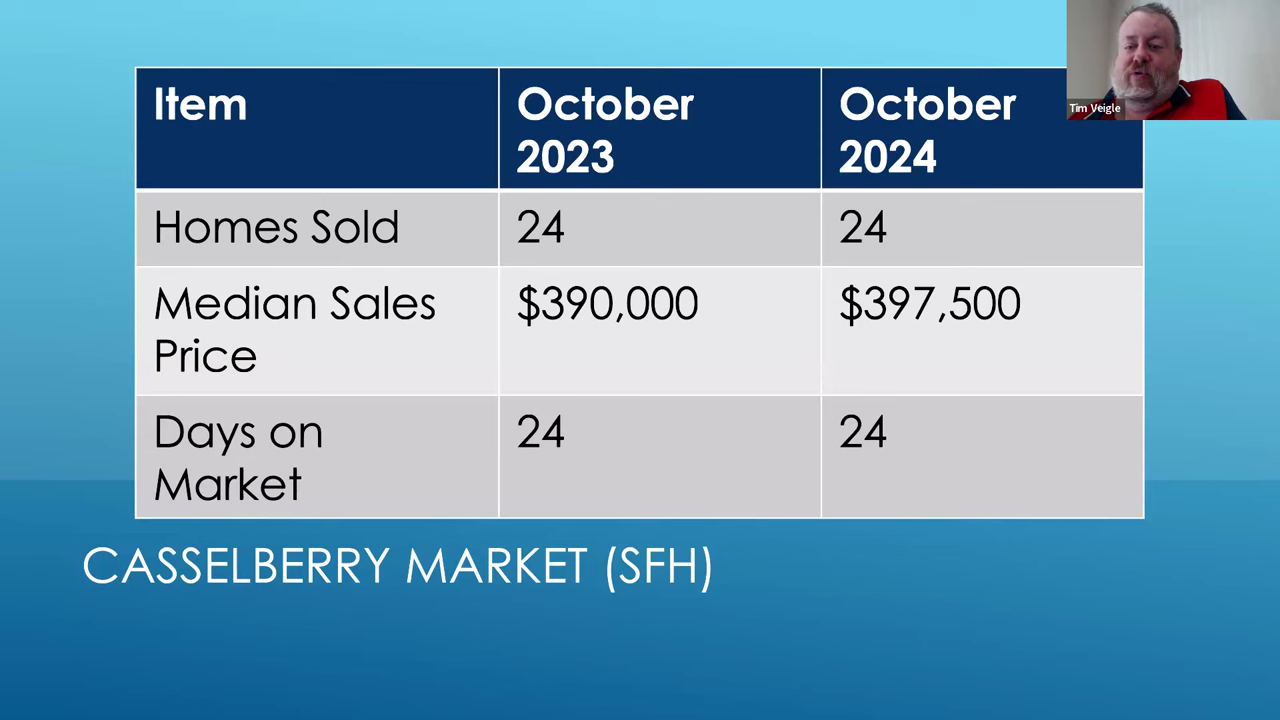 Item
October
2023
October
2024
Homes Sold
24
24
Median Sales
Price
$390,000
$397,500
Days on
Market
24
24
CASSELBERRY MARKET (SFH)
Tim Veigle